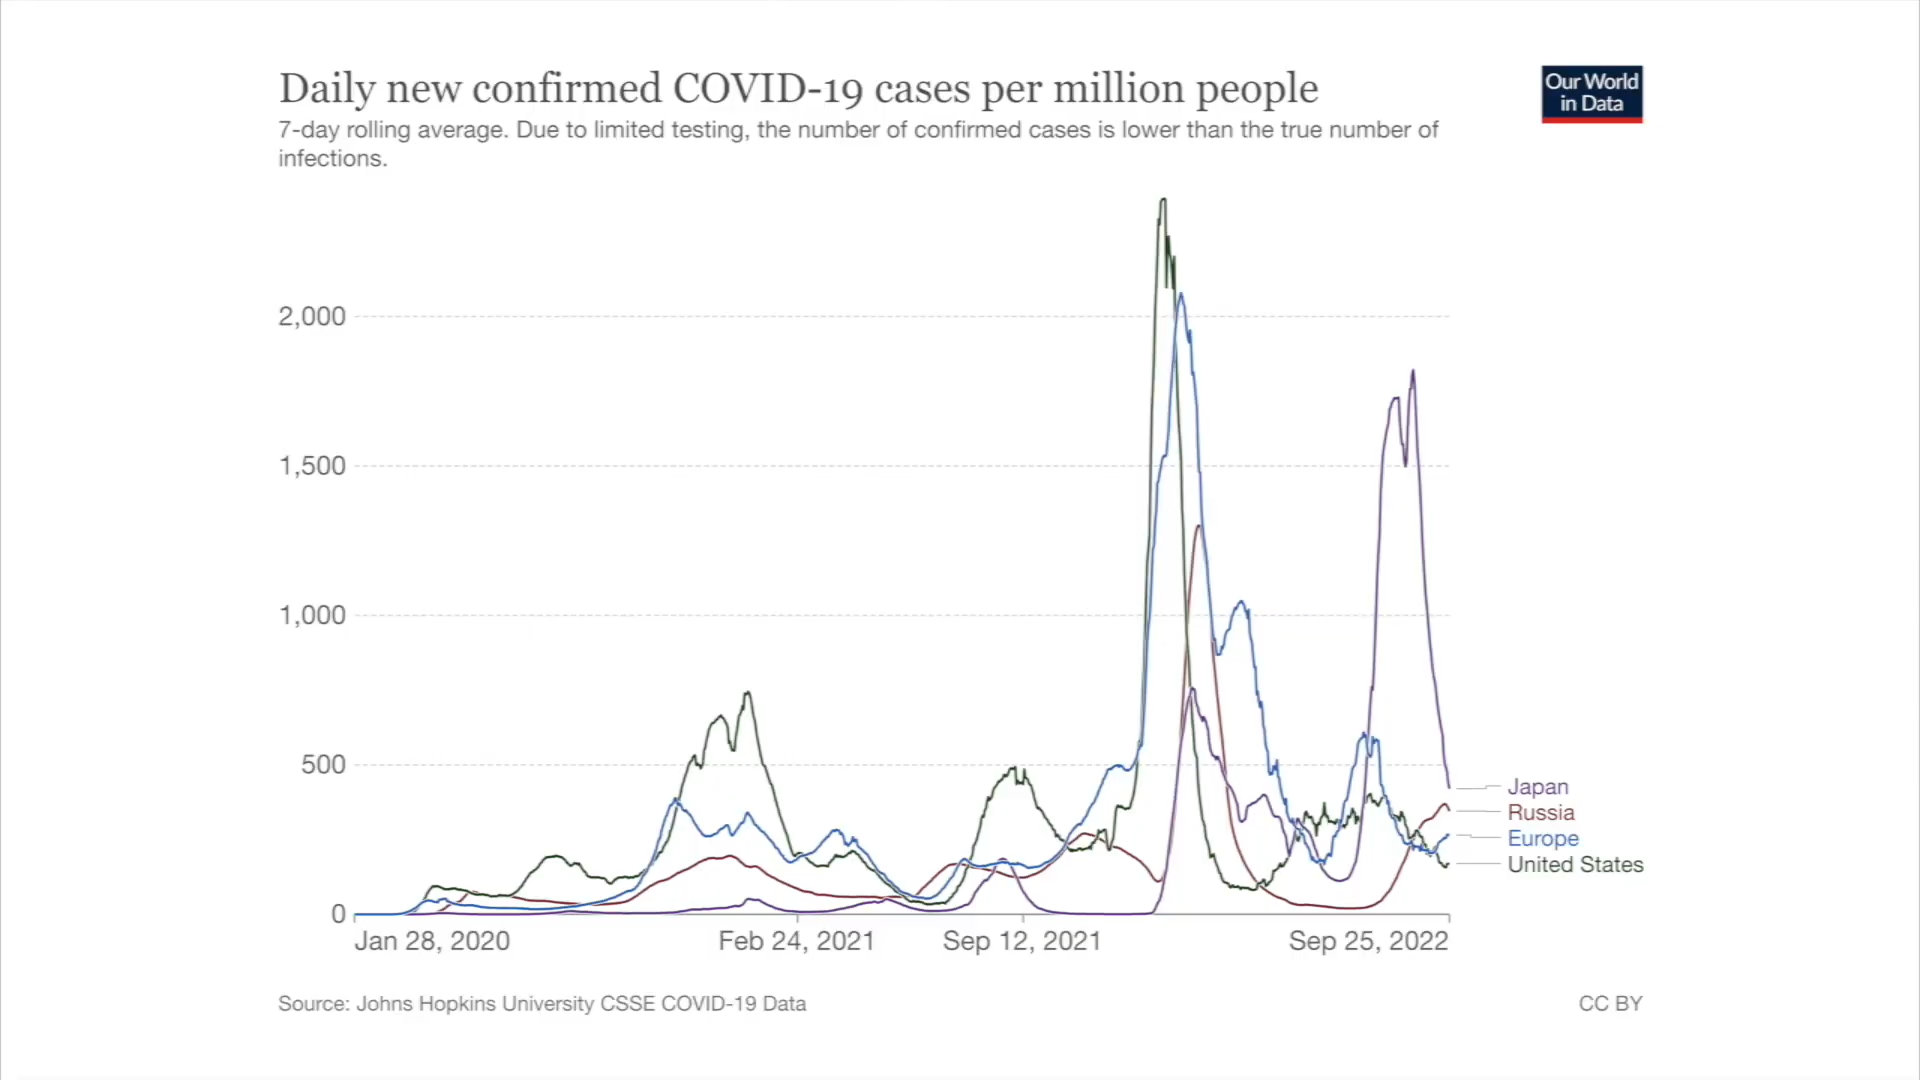 Daily new confirmed COVID-19 cases per million people
Our World
in Data
7-day rolling average. Due to limited testing, the number of confirmed cases is lower than the true number of
infections.
2,000
1,500
1,000
500
0
Japan
Russia
Europe
United States
Jan 28, 2020
Feb 24, 2021
Sep 12, 2021
Sep 25, 2022
Source: Johns Hopkins University CSSE COVID-19 Data
CC BY